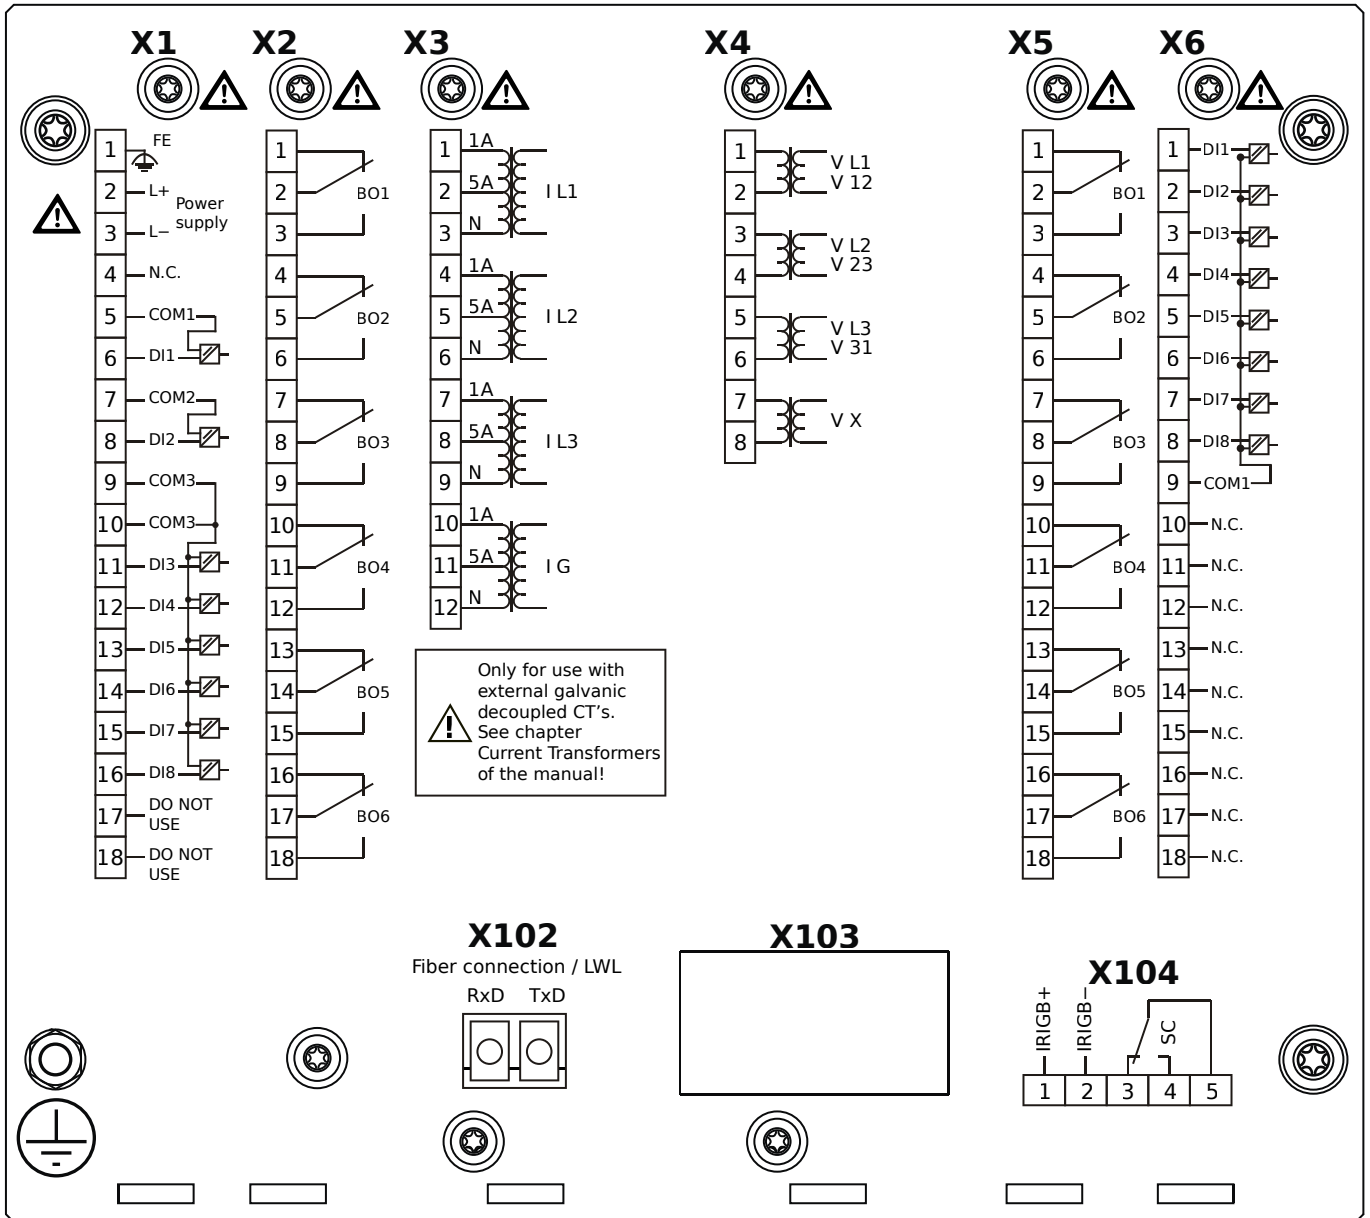 X1
X2
X3
X4
X5
X6
1 FE
2 L+
Power
supply
3 L−
4 N.C.
5 COM1
6 DI1
7 COM2
8 DI2
9 COM3
10 COM3
11 DI3
12 DI4
13 DI5
14 DI6
15 DI7
16 DI8
17 DO NOT
USE
18 DO NOT
USE
1
2 BO1
3
4
5 BO2
6
7
8 BO3
9
10
11 BO4
12
13
14 BO5
15
16
17 BO6
18
1 1A
2 5A I L1
3 N
4 1A
5 5A I L2
6 N
7 1A
8 5A I L3
9 N
10 1A
11 5A I G
12 N
Only for use with
external galvanic
decoupled CT's.
See chapter
Current Transformers
of the manual!
1 V L1
2 V 12
3 V L2
4 V 23
5 V L3
6 V 31
7 V X
8
1
2 BO1
3
4
5 BO2
6
7
8 BO3
9
10
11 BO4
12
13
14 BO5
15
16
17 BO6
18
1 DI1
2 DI2
3 DI3
4 DI4
5 DI5
6 DI6
7 DI7
8 DI8
9 COM1
10 N.C.
11 N.C.
12 N.C.
13 N.C.
14 N.C.
15 N.C.
16 N.C.
17 N.C.
18 N.C.
X102
Fiber connection / LWL
RxD TxD
X103
X104
IRIGB+
IRIGB−
SC
1 2 3 4 5